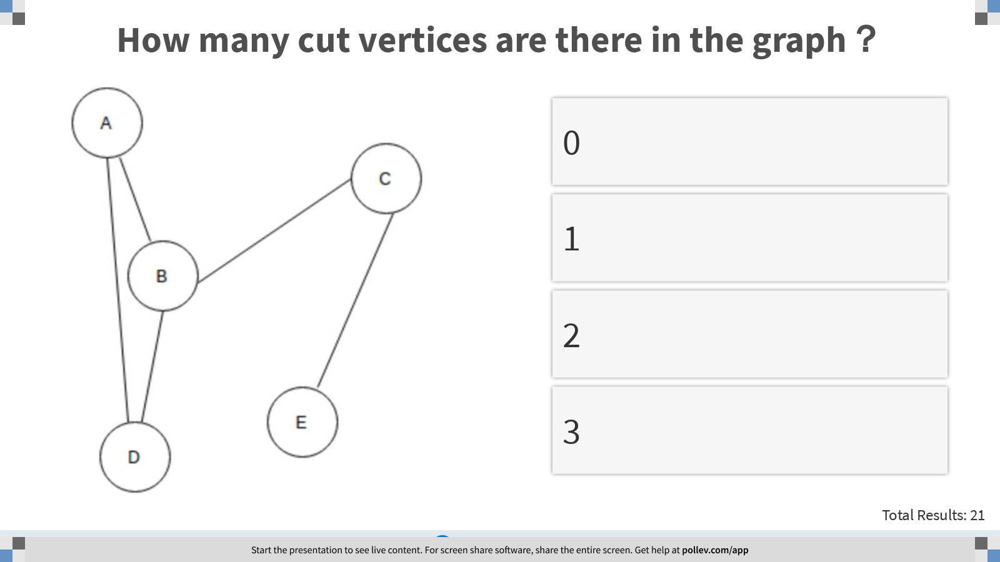 How many cut vertices are there in the graph？
A
C
B
E
D
0
1
2
3
Total Results: 21
Start the presentation to see live content. For screen share software, share the entire screen. Get help at pollev.com/app